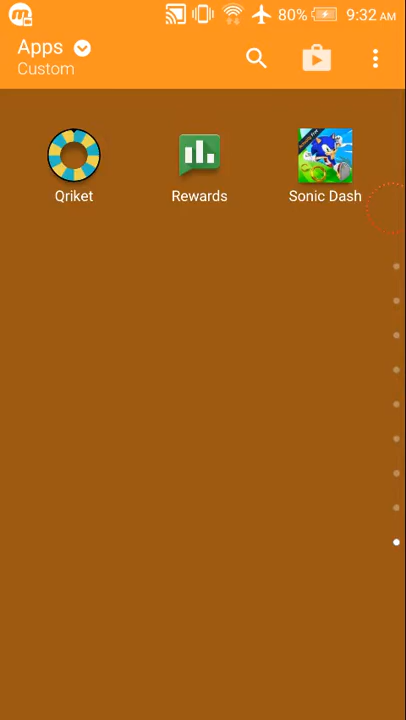 80% 9:32 AM
Apps
Custom
Qriket
Rewards
Sonic Dash